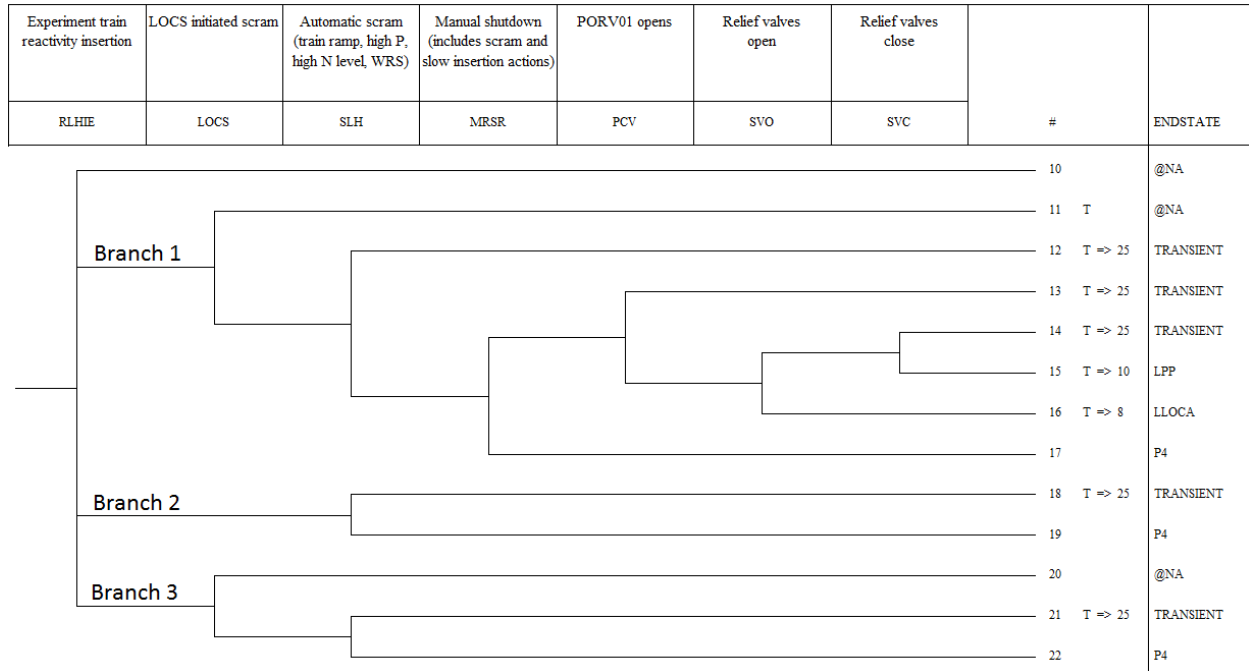 Experiment train
reactivity insertion
LOCS initiated scram
Automatic scram
(train ramp, high P,
high N level, WRS)
Manual shutdown
(includes scram and
slow insertion actions)
PORV01 opens
Relief valves
open
Relief valves
close
RLHIE
LOCS
SLH
MRSR
PCV
SVO
SVC
#
ENDSTATE
10 @NA
11 T @NA
Branch 1
12 T => 25 TRANSIENT
13 T => 25 TRANSIENT
14 T => 25 TRANSIENT
15 T => 10 LPP
16 T => 8 LLOCA
17 P4
Branch 2
18 T => 25 TRANSIENT
19 P4
20 @NA
Branch 3
21 T => 25 TRANSIENT
22 P4